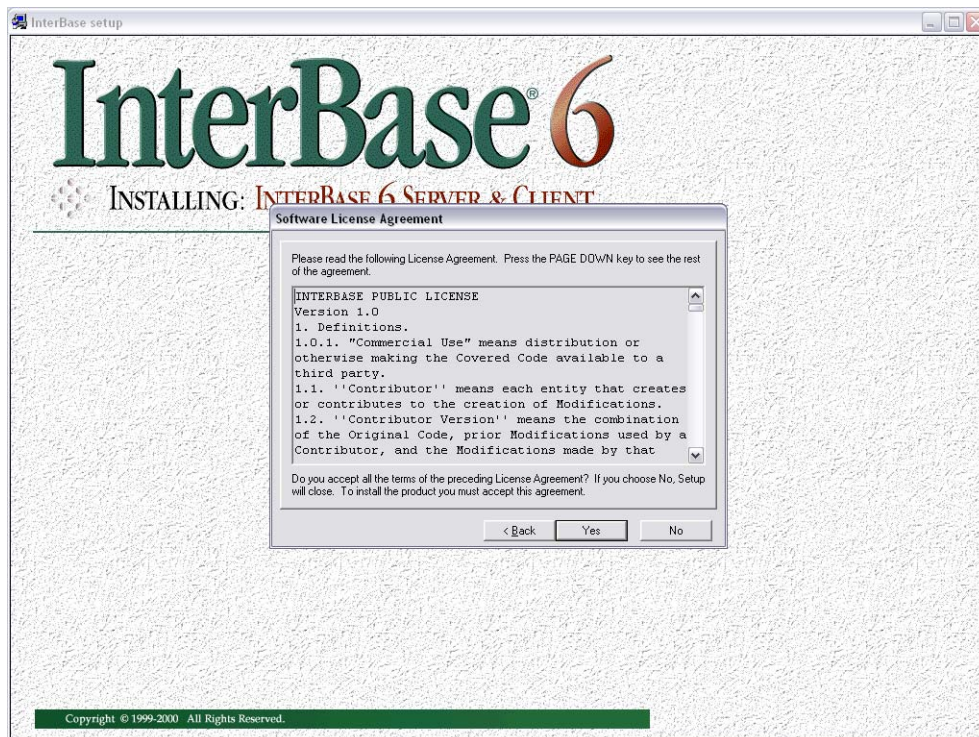 InterBase setup
InterBase® 6
INSTALLING: INTERBASE 6 SERVER & CLIENT
Software License Agreement
Please read the following License Agreement. Press the PAGE DOWN key to see the rest
of the agreement.
INTERBASE PUBLIC LICENSE
Version 1.0
1. Definitions.
1.0.1. "Commercial Use" means distribution or
otherwise making the Covered Code available to a
third party.
1.1. ''Contributor'' means each entity that creates
or contributes to the creation of Modifications.
1.2. ''Contributor Version'' means the combination
of the Original Code, prior Modifications used by a
Contributor, and the Modifications made by that
Do you accept all the terms of the preceding License Agreement? If you choose No, Setup
will close. To install the product you must accept this agreement.
< Back
Yes
No
Copyright © 1999-2000 All Rights Reserved.